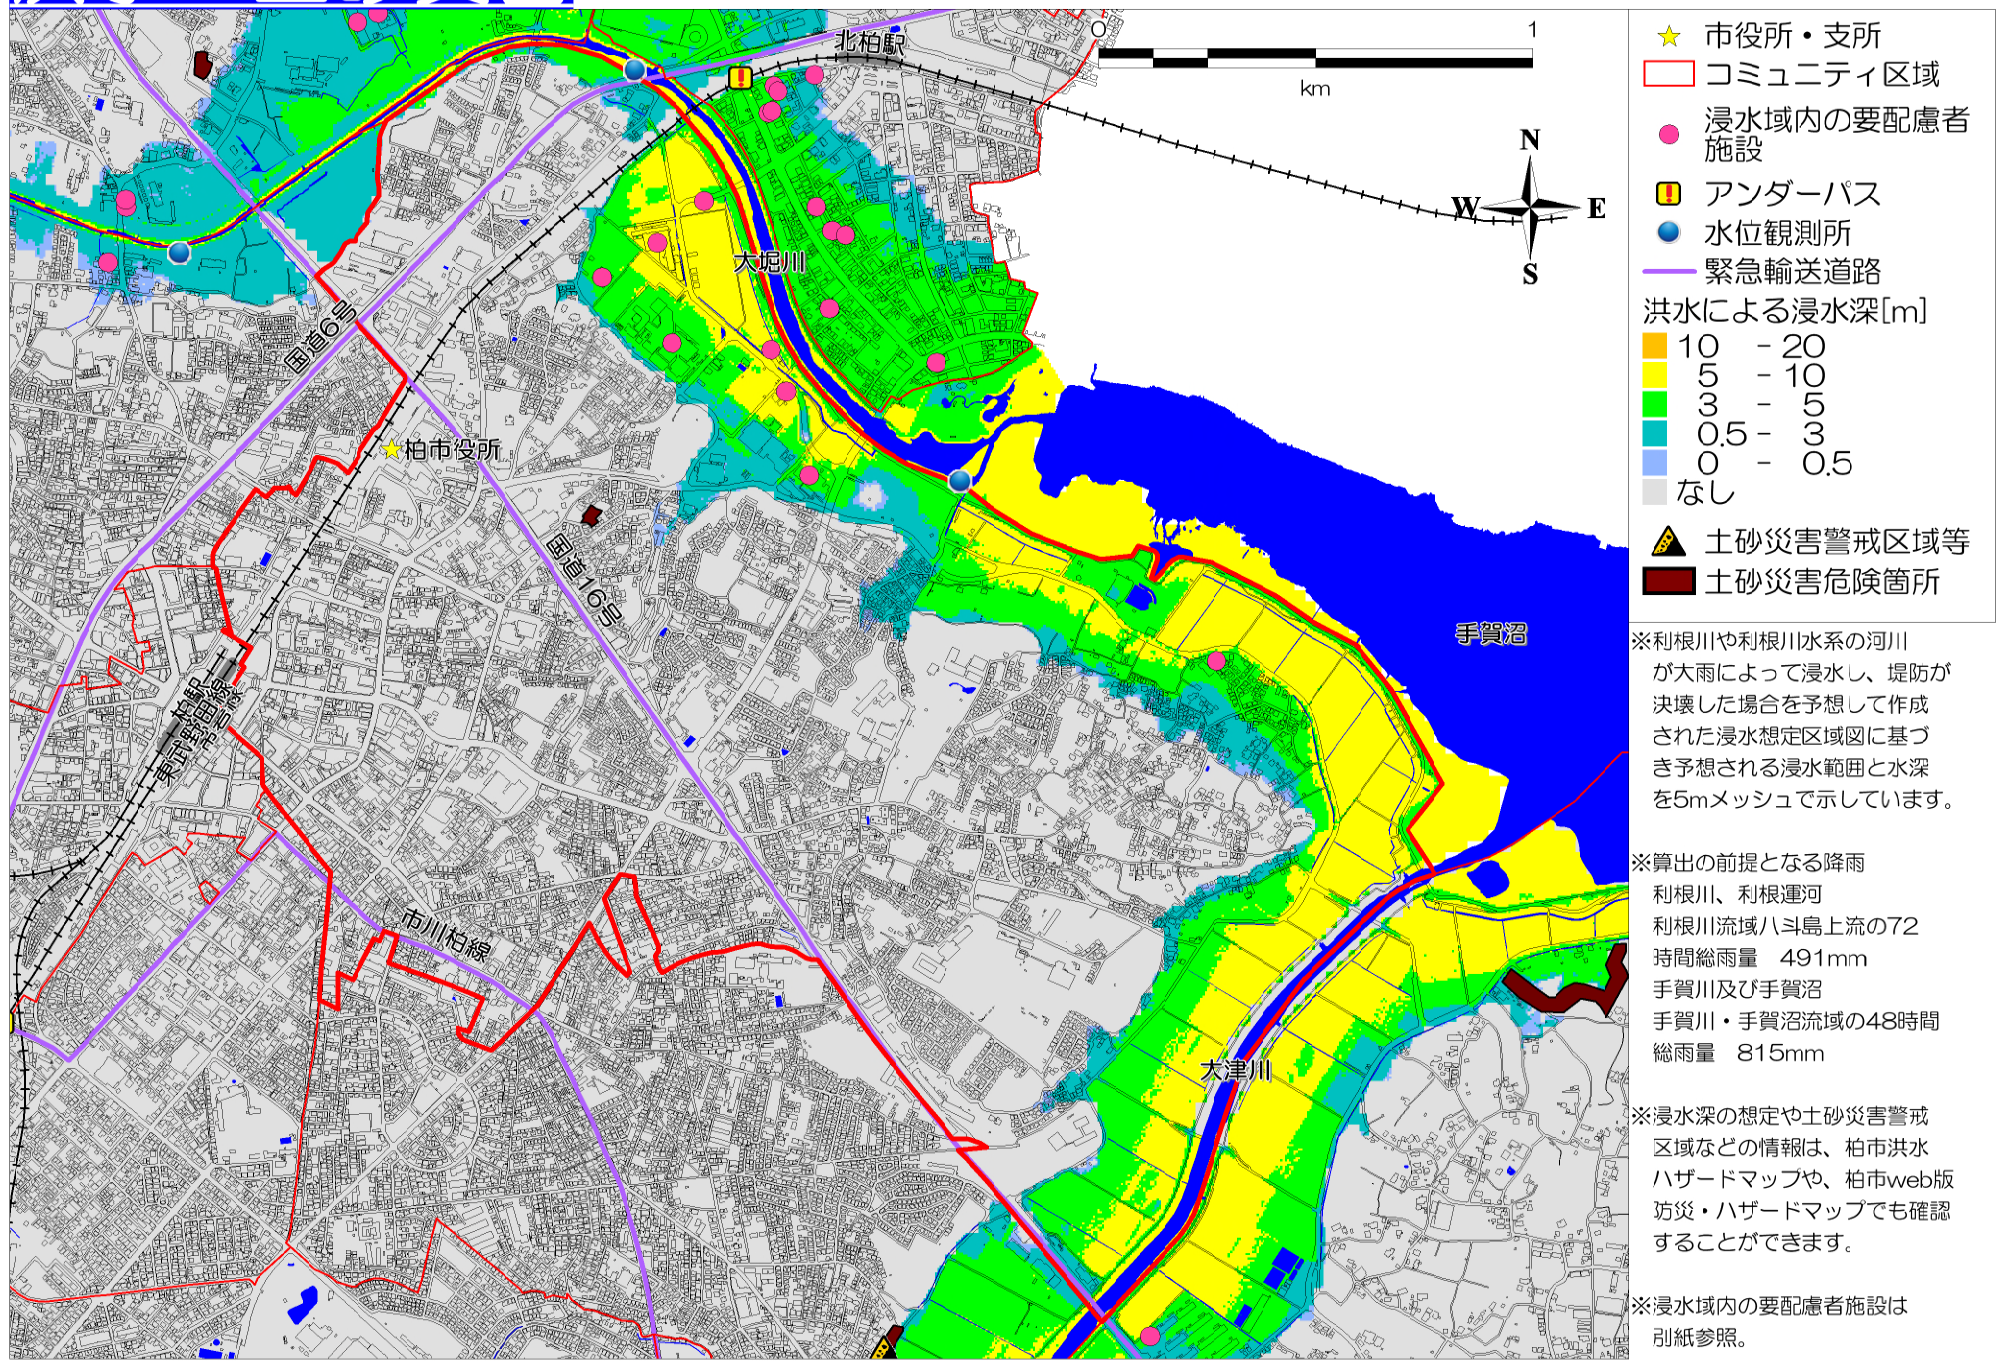 北柏駅
0
1
km
N
W
E
S
大堀川
国道6号
柏市役所
国道16号
手賀沼
柏駅
東武野田線
市川柏線
大津川
市役所・支所
コミュニティ区域
浸水域内の要配慮者
施設
アンダーパス
水位観測所
緊急輸送道路
洪水による浸水深[m]
10 - 20
5 - 10
3 - 5
0.5 - 3
0 - 0.5
なし
土砂災害警戒区域等
土砂災害危険箇所
※利根川や利根川水系の河川
が大雨によって浸水し、堤防が
決壊した場合を予想して作成
された浸水想定区域図に基づ
き予想される浸水範囲と水深
を5mメッシュで示しています。
※算出の前提となる降雨
利根川、利根運河
利根川流域八斗島上流の72
時間総雨量 491mm
手賀川及び手賀沼
手賀川・手賀沼流域の48時間
総雨量 815mm
※浸水深の想定や土砂災害警戒
区域などの情報は、柏市洪水
ハザードマップや、柏市web版
防災・ハザードマップでも確認
することができます。
※浸水域内の要配慮者施設は
別紙参照。